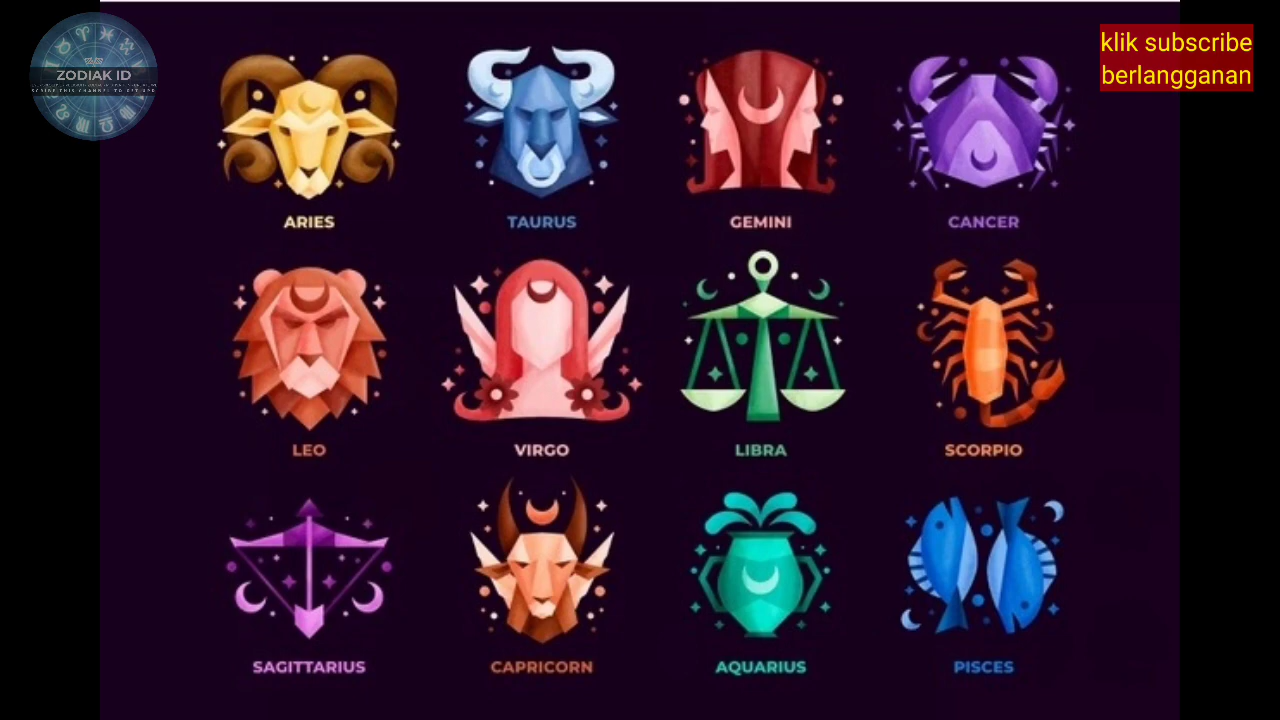 ZODIAK ID
klik subscribe
berlangganan
ARIES
TAURUS
GEMINI
CANCER
LEO
VIRGO
LIBRA
SCORPIO
SAGITTARIUS
CAPRICORN
AQUARIUS
PISCES